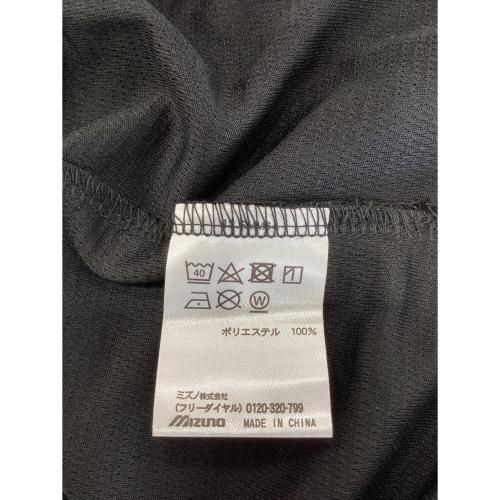 40
W
ポリエステル 100%
ミズノ株式会社
(フリーダイヤル) 0120-320-799
MIZUNO MADE IN CHINA